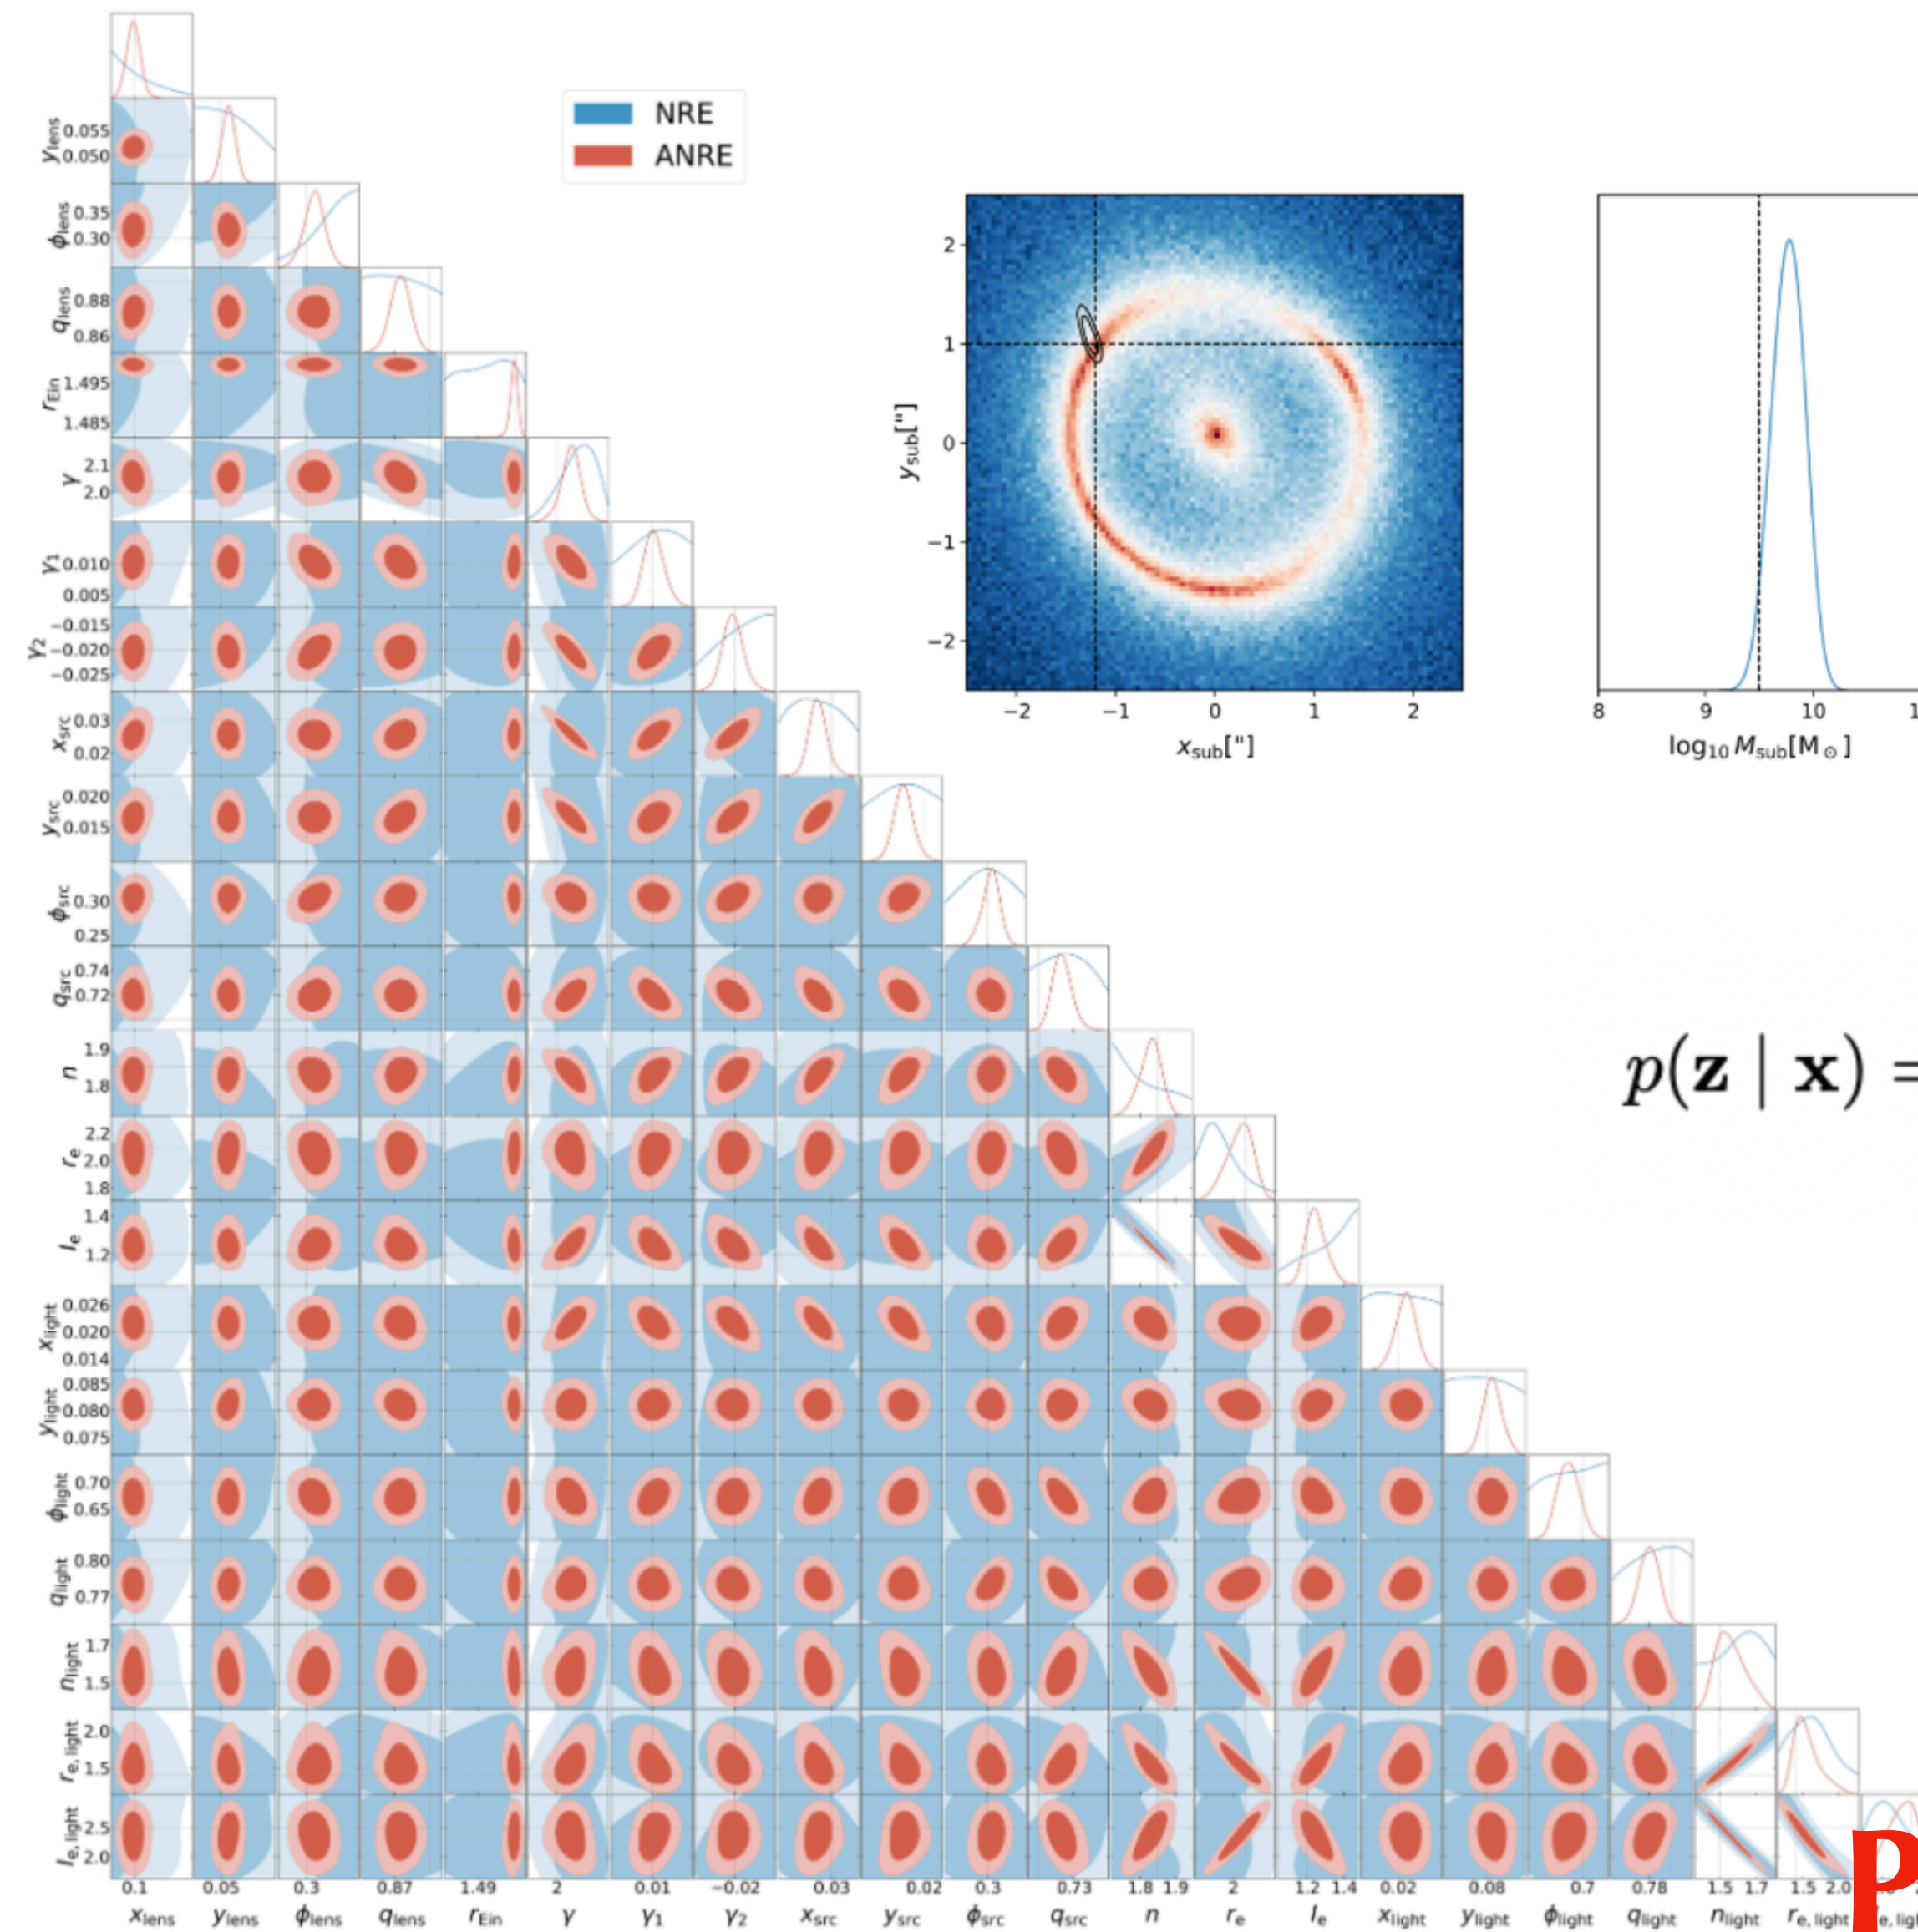 NRE
ANRE
y_lens 0.055 0.050
ϕ_lens 0.35 0.30
q_lens 0.88 0.86
r_Ein 1.495 1.485
γ 2.1 2.0
γ_1 0.010 0.005
γ_2 −0.015 −0.020 −0.025
x_src 0.03 0.02
y_src 0.020 0.015
ϕ_src 0.30 0.25
q_src 0.74 0.72
n 1.9 1.8
r_e 2.2 2.0 1.8
I_e 1.4 1.2
x_light 0.026 0.020 0.014
y_light 0.085 0.080 0.075
ϕ_light 0.70 0.65
q_light 0.80 0.77
n_light 1.7 1.5
r_e,light 2.0 1.5
I_e,light 2.5 2.0
0.1 0.05 0.3 0.87 1.49 2 0.01 −0.02 0.03 0.02 0.3 0.73 1.8 1.9 2 1.2 1.4 0.02 0.08 0.7 0.78 1.5 1.7 1.5 2.0
x_lens y_lens ϕ_lens q_lens r_Ein γ γ_1 γ_2 x_src y_src ϕ_src q_src n r_e I_e x_light y_light ϕ_light q_light n_light r_e,light
y_sub["]
2
1
0
−1
−2
−2 −1 0 1 2
x_sub["]
8 9 10
log_10 M_sub[M_⊙]
p(z | x) =
P